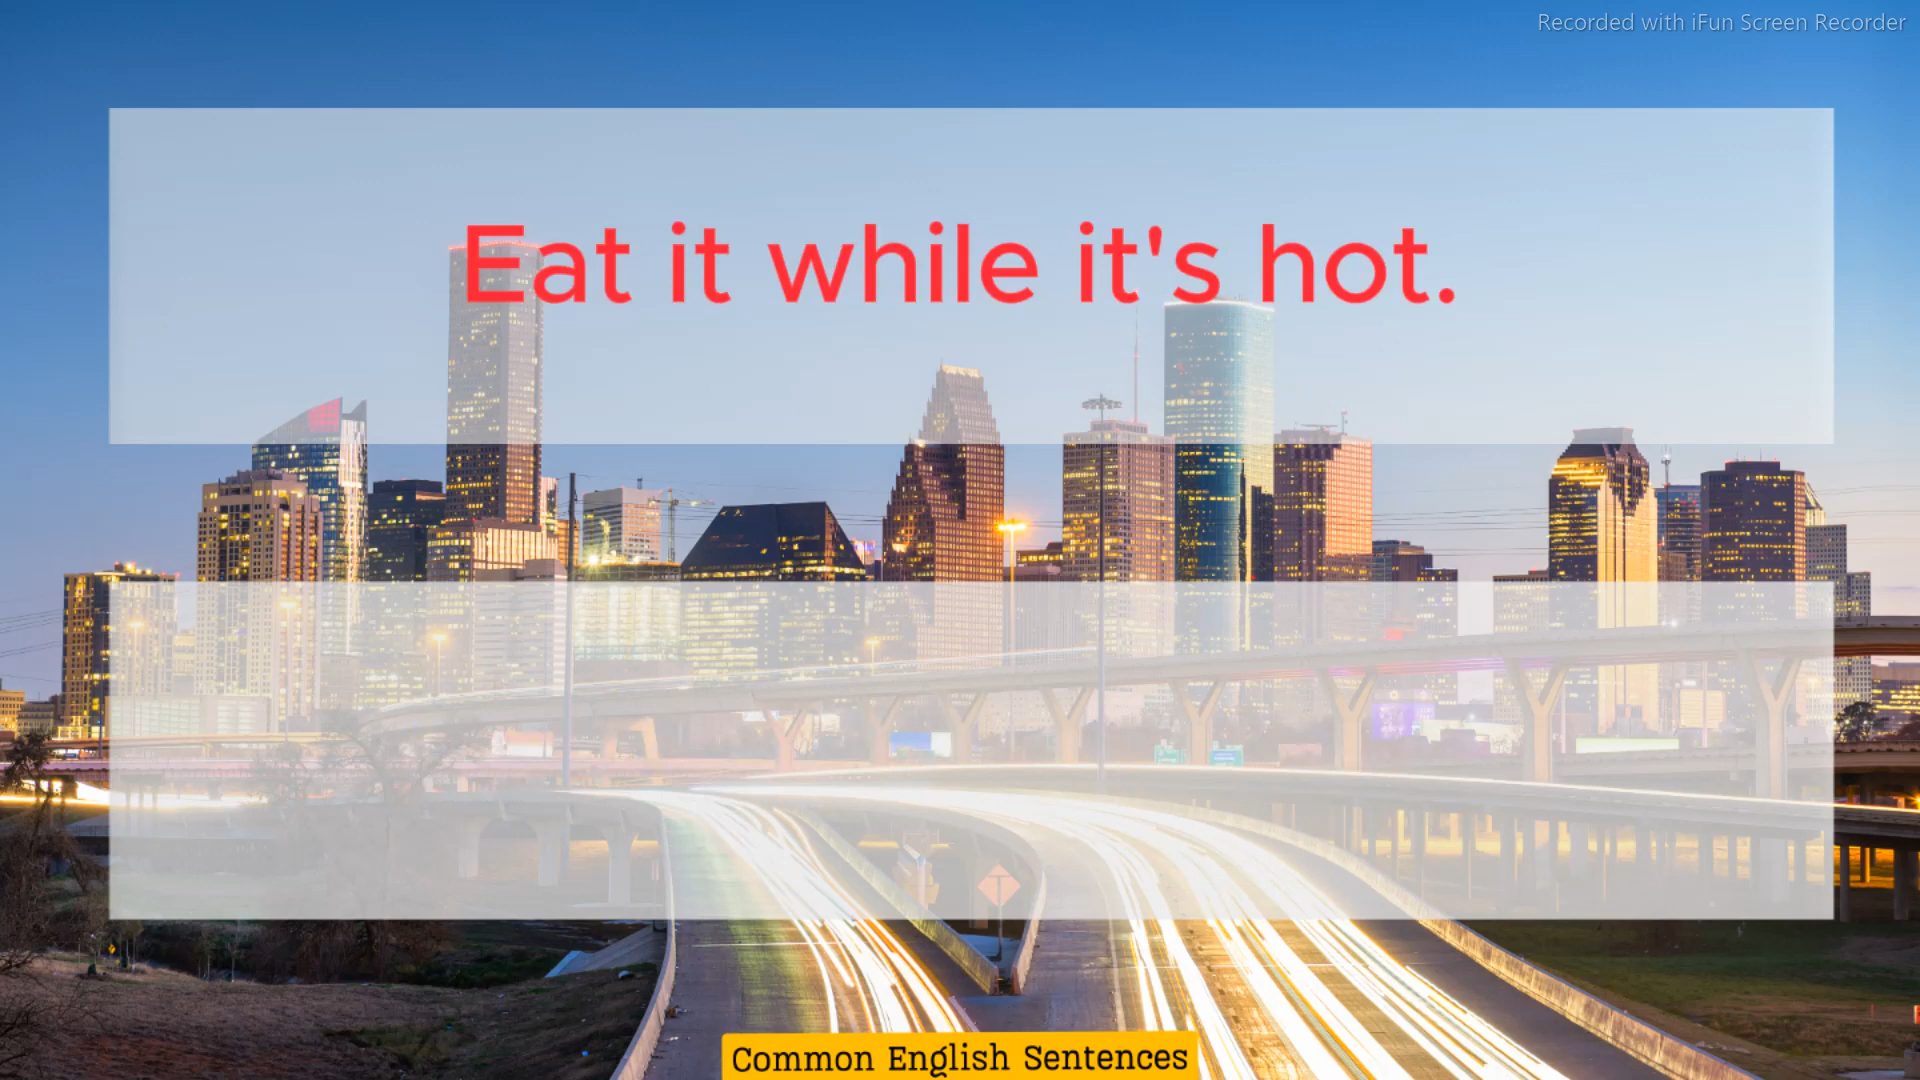 Recorded with iFun Screen Recorder
Eat it while it's hot.
Common English Sentences